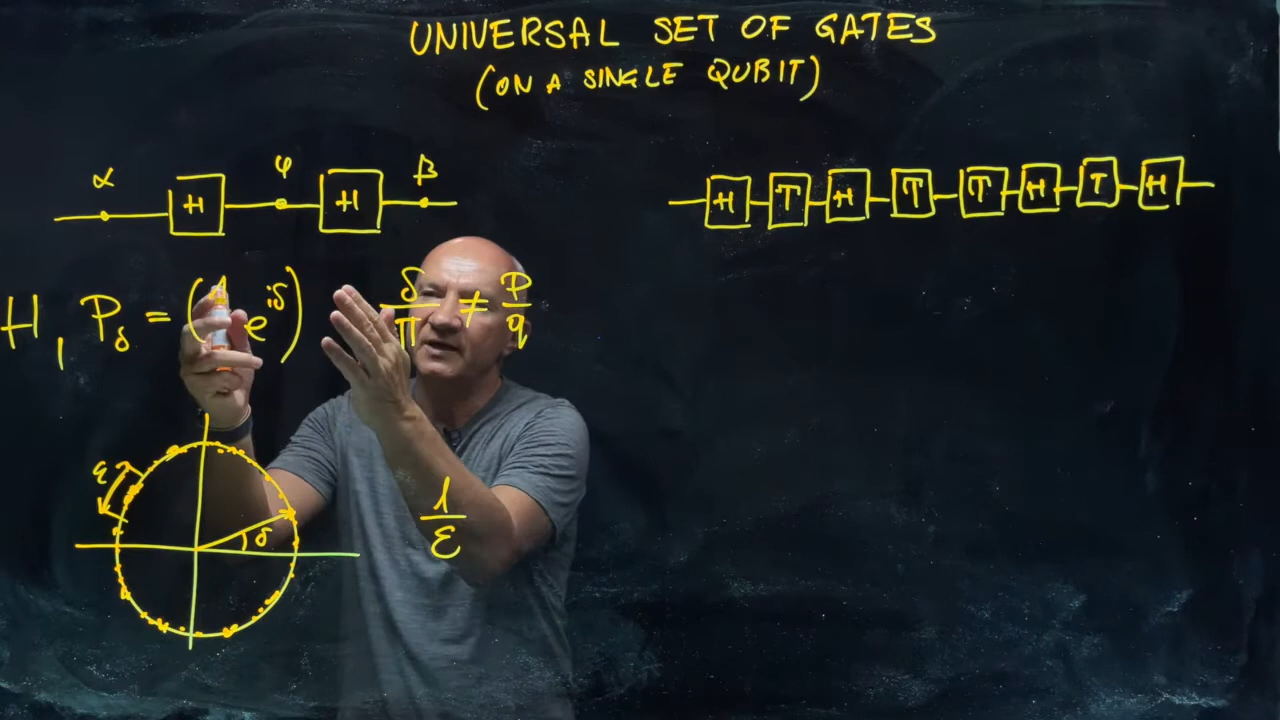 UNIVERSAL SET OF GATES
(ON A SINGLE QUBIT)
α H φ H β
H T H T T H T H
H, P_δ = (1 e^{iδ}) δ/π ≠ p/q
ε
δ
1/ε